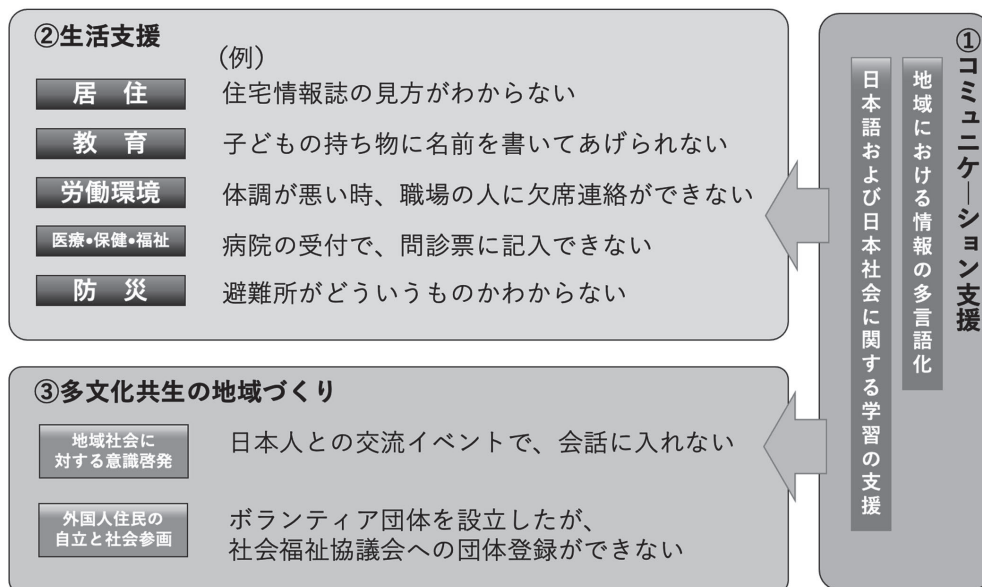 ①コミュニケーション支援
地域における情報の多言語化
日本語および日本社会に関する学習の支援
②生活支援
(例)
居 住 住宅情報誌の見方がわからない
教 育 子どもの持ち物に名前を書いてあげられない
労働環境 体調が悪い時、職場の人に欠席連絡ができない
医療•保健•福祉 病院の受付で、問診票に記入できない
防 災 避難所がどういうものかわからない
③多文化共生の地域づくり
地域社会に
対する意識啓発
日本人との交流イベントで、会話に入れない
外国人住民の
自立と社会参画
ボランティア団体を設立したが、
社会福祉協議会への団体登録ができない